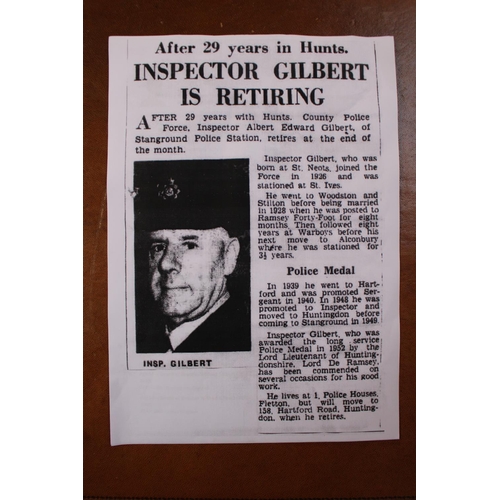 After 29 years in Hunts.
INSPECTOR GILBERT
IS RETIRING
AFTER 29 years with Hunts. County Police
Force, Inspector Albert Edward Gilbert, of
Stanground Police Station, retires at the end of
the month.
Inspector Gilbert, who was
born at St. Neots, joined the
Force in 1926 and was
stationed at St. Ives.
He went to Woodston and
Stilton before being married
in 1928 when he was posted to
Ramsey Forty-Foot for eight
months. Then followed eight
years at Warboys before his
next move to Alconbury
where he was stationed for
3½ years.
Police Medal
In 1939 he went to Hart-
ford and was promoted Ser-
geant in 1940. In 1948 he was
promoted to Inspector and
moved to Huntingdon before
coming to Stanground in 1949.
Inspector Gilbert, who was
awarded the long service
Police Medal in 1952 by the
Lord Lieutenant of Hunting-
donshire, Lord De Ramsey,
has been commended on
several occasions for his good
work.
He lives at 1, Police Houses,
Fletton, but will move to
158, Hartford Road, Hunting-
don, when he retires.
INSP. GILBERT